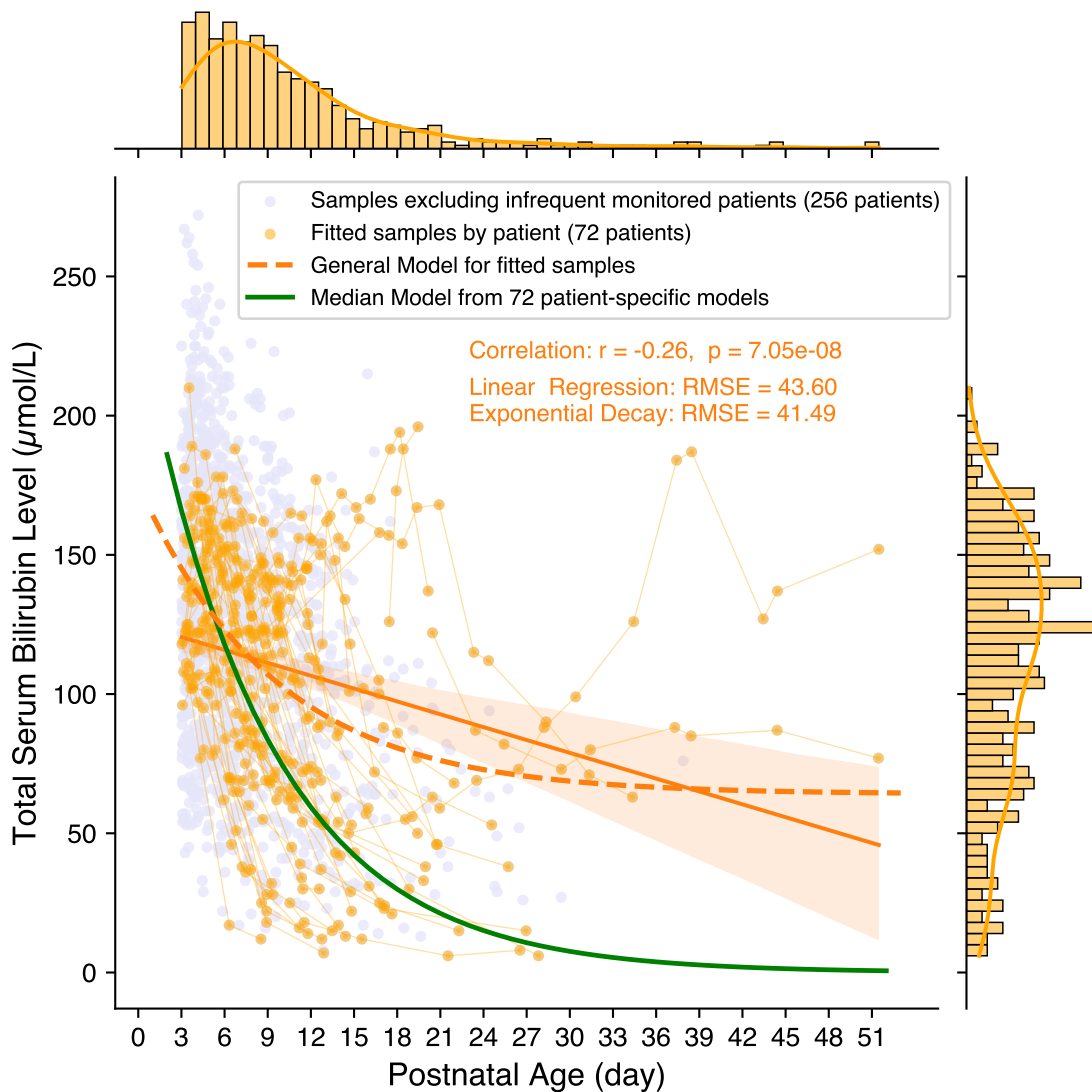 Samples excluding infrequent monitored patients (256 patients)
Fitted samples by patient (72 patients)
General Model for fitted samples
Median Model from 72 patient-specific models
Correlation: r = -0.26, p = 7.05e-08
Linear Regression: RMSE = 43.60
Exponential Decay: RMSE = 41.49
Total Serum Bilirubin Level (μmol/L)
250
200
150
100
50
0
0 3 6 9 12 15 18 21 24 27 30 33 36 39 42 45 48 51
Postnatal Age (day)